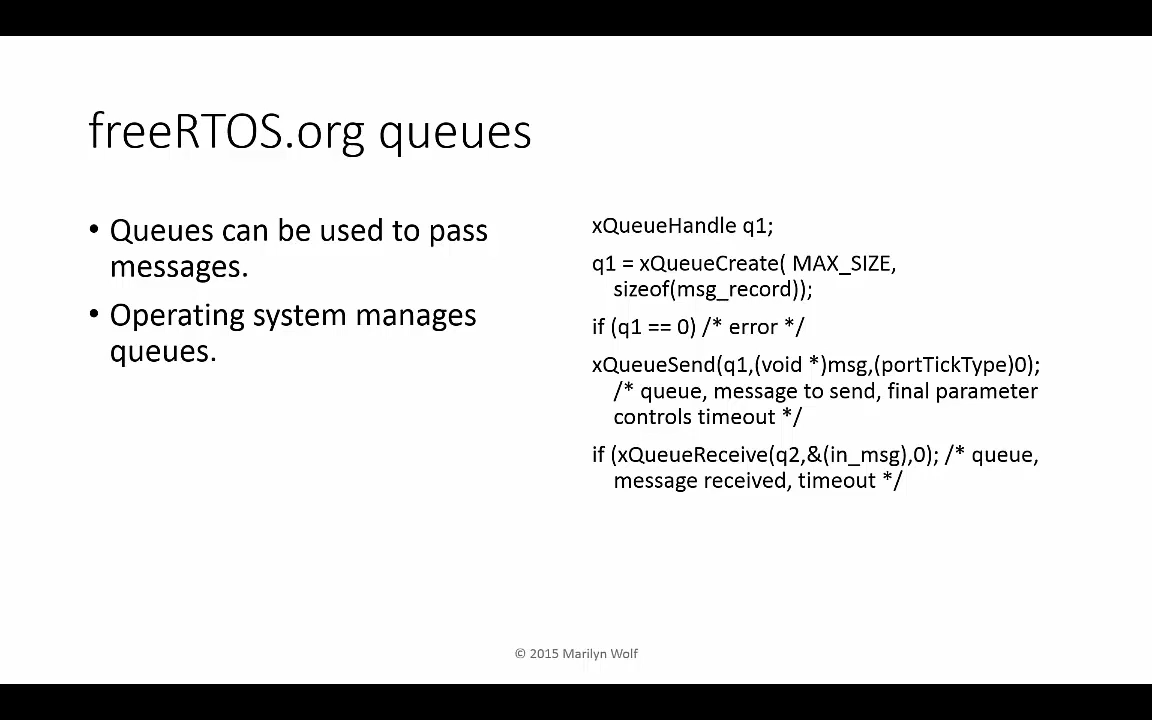 freeRTOS.org queues
• Queues can be used to pass
messages.
• Operating system manages
queues.
xQueueHandle q1;
q1 = xQueueCreate( MAX_SIZE,
sizeof(msg_record));
if (q1 == 0) /* error */
xQueueSend(q1,(void *)msg,(portTickType)0);
/* queue, message to send, final parameter
controls timeout */
if (xQueueReceive(q2,&(in_msg),0); /* queue,
message received, timeout */
© 2015 Marilyn Wolf